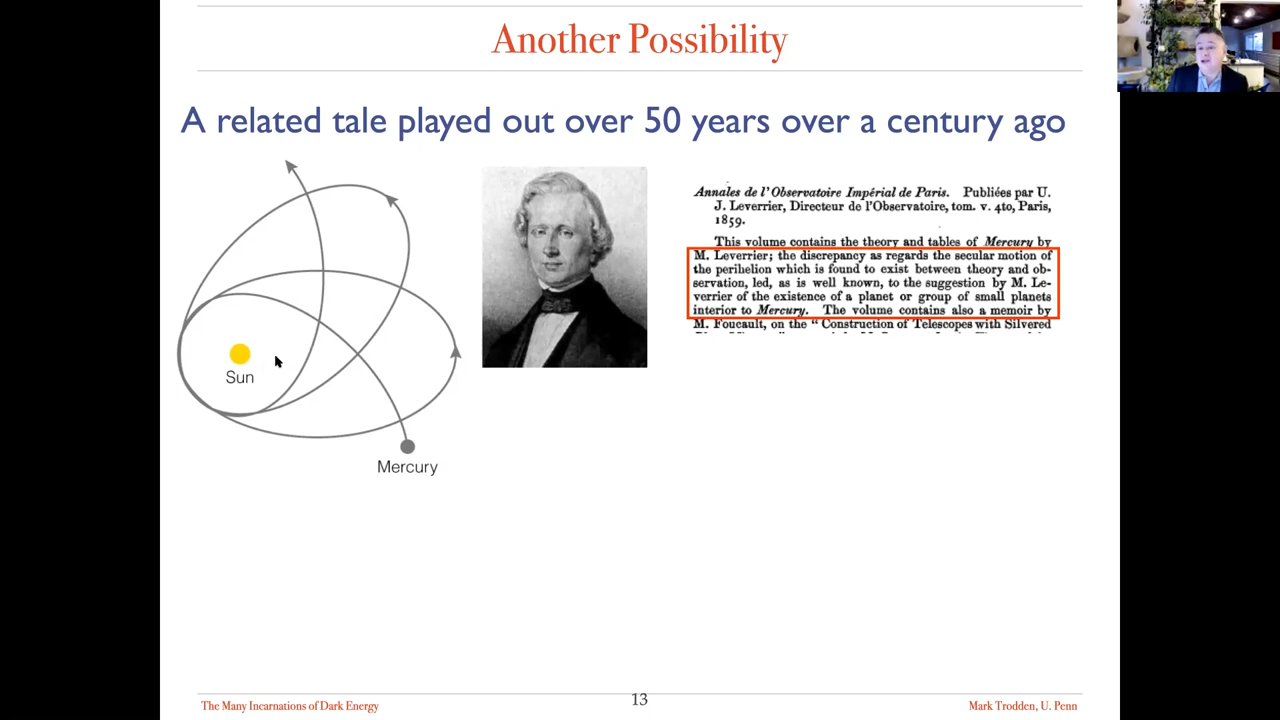 Another Possibility
A related tale played out over 50 years over a century ago
Sun
Mercury
Annales de l'Observatoire Impérial de Paris. Publiées par U.
J. Leverrier, Directeur de l'Observatoire, tom. v. 4to, Paris,
1859.
This volume contains the theory and tables of Mercury by
M. Leverrier; the discrepancy as regards the secular motion of
the perihelion which is found to exist between theory and ob-
servation, led, as is well known, to the suggestion by M. Le-
verrier of the existence of a planet or group of small planets
interior to Mercury. The volume contains also a memoir by
M. Foucault, on the "Construction of Telescopes with Silvered
The Many Incarnations of Dark Energy
13
Mark Trodden, U. Penn